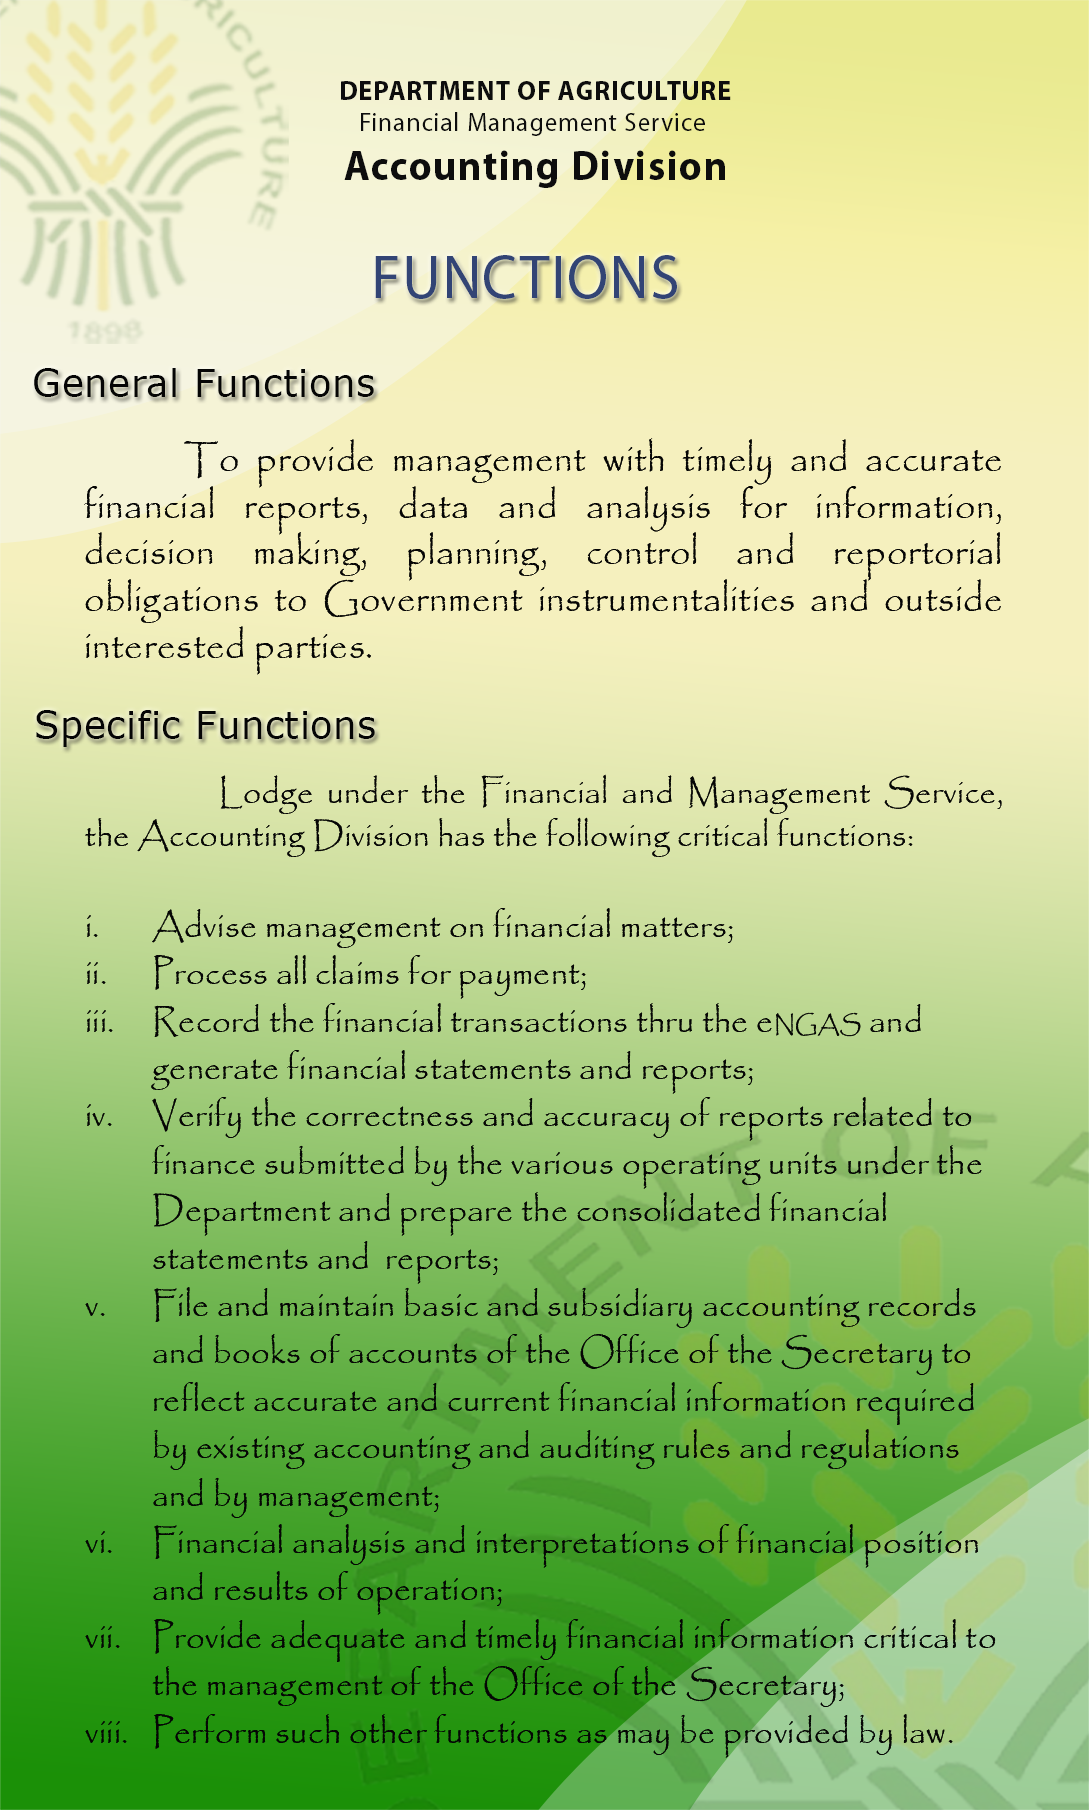 DEPARTMENT OF AGRICULTURE
Financial Management Service
Accounting Division
AGRICULTURE
1898
FUNCTIONS
General Functions
To provide management with timely and accurate
financial reports, data and analysis for information,
decision making, planning, control and reportorial
obligations to Government instrumentalities and outside
interested parties.
Specific Functions
Lodge under the Financial and Management Service,
the Accounting Division has the following critical functions:
i. Advise management on financial matters;
ii. Process all claims for payment;
iii. Record the financial transactions thru the eNGAS and
generate financial statements and reports;
iv. Verify the correctness and accuracy of reports related to
finance submitted by the various operating units under the
Department and prepare the consolidated financial
statements and reports;
v. File and maintain basic and subsidiary accounting records
and books of accounts of the Office of the Secretary to
reflect accurate and current financial information required
by existing accounting and auditing rules and regulations
and by management;
vi. Financial analysis and interpretations of financial position
and results of operation;
vii. Provide adequate and timely financial information critical to
the management of the Office of the Secretary;
viii. Perform such other functions as may be provided by law.
DEPARTMENT OF A